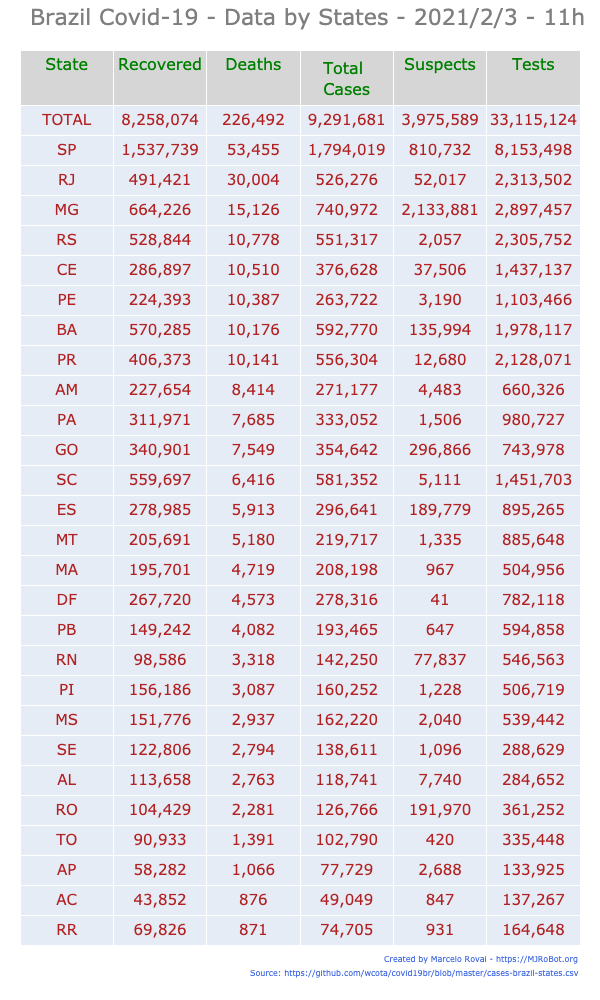 Brazil Covid-19 - Data by States - 2021/2/3 - 11h
State Recovered Deaths Total Cases Suspects Tests
TOTAL 8,258,074 226,492 9,291,681 3,975,589 33,115,124
SP 1,537,739 53,455 1,794,019 810,732 8,153,498
RJ 491,421 30,004 526,276 52,017 2,313,502
MG 664,226 15,126 740,972 2,133,881 2,897,457
RS 528,844 10,778 551,317 2,057 2,305,752
CE 286,897 10,510 376,628 37,506 1,437,137
PE 224,393 10,387 263,722 3,190 1,103,466
BA 570,285 10,176 592,770 135,994 1,978,117
PR 406,373 10,141 556,304 12,680 2,128,071
AM 227,654 8,414 271,177 4,483 660,326
PA 311,971 7,685 333,052 1,506 980,727
GO 340,901 7,549 354,642 296,866 743,978
SC 559,697 6,416 581,352 5,111 1,451,703
ES 278,985 5,913 296,641 189,779 895,265
MT 205,691 5,180 219,717 1,335 885,648
MA 195,701 4,719 208,198 967 504,956
DF 267,720 4,573 278,316 41 782,118
PB 149,242 4,082 193,465 647 594,858
RN 98,586 3,318 142,250 77,837 546,563
PI 156,186 3,087 160,252 1,228 506,719
MS 151,776 2,937 162,220 2,040 539,442
SE 122,806 2,794 138,611 1,096 288,629
AL 113,658 2,763 118,741 7,740 284,652
RO 104,429 2,281 126,766 191,970 361,252
TO 90,933 1,391 102,790 420 335,448
AP 58,282 1,066 77,729 2,688 133,925
AC 43,852 876 49,049 847 137,267
RR 69,826 871 74,705 931 164,648
Created by Marcelo Rovai - https://MJRoBot.org
Source: https://github.com/wcota/covid19br/blob/master/cases-brazil-states.csv